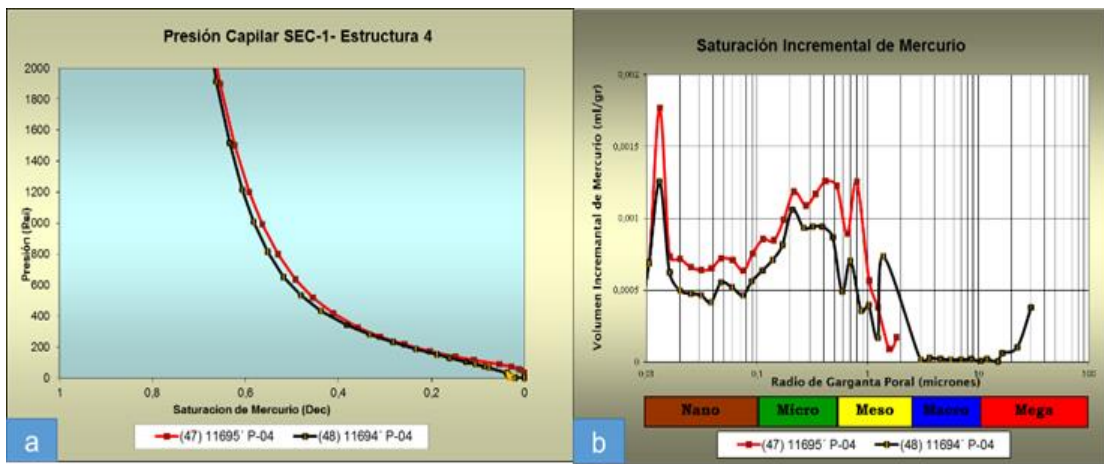 Presión Capilar SEC-1- Estructura 4
Presión (Psi)
2000
1800
1600
1400
1200
1000
800
600
400
200
0
1
0,8
0,6
0,4
0,2
0
Saturacion de Mercurio (Dec)
(47) 11695´ P-04
(48) 11694´ P-04
a
Saturación Incremental de Mercurio
Volumen Incremantal de Mercurio (ml/gr)
0,002
0,0015
0,001
0,0005
0
0,1
1,0
10
100
Radio de Garganta Poral (micrones)
Nano
Micro
Meso
Macro
Mega
(47) 11695´ P-04
(48) 11694´ P-04
b